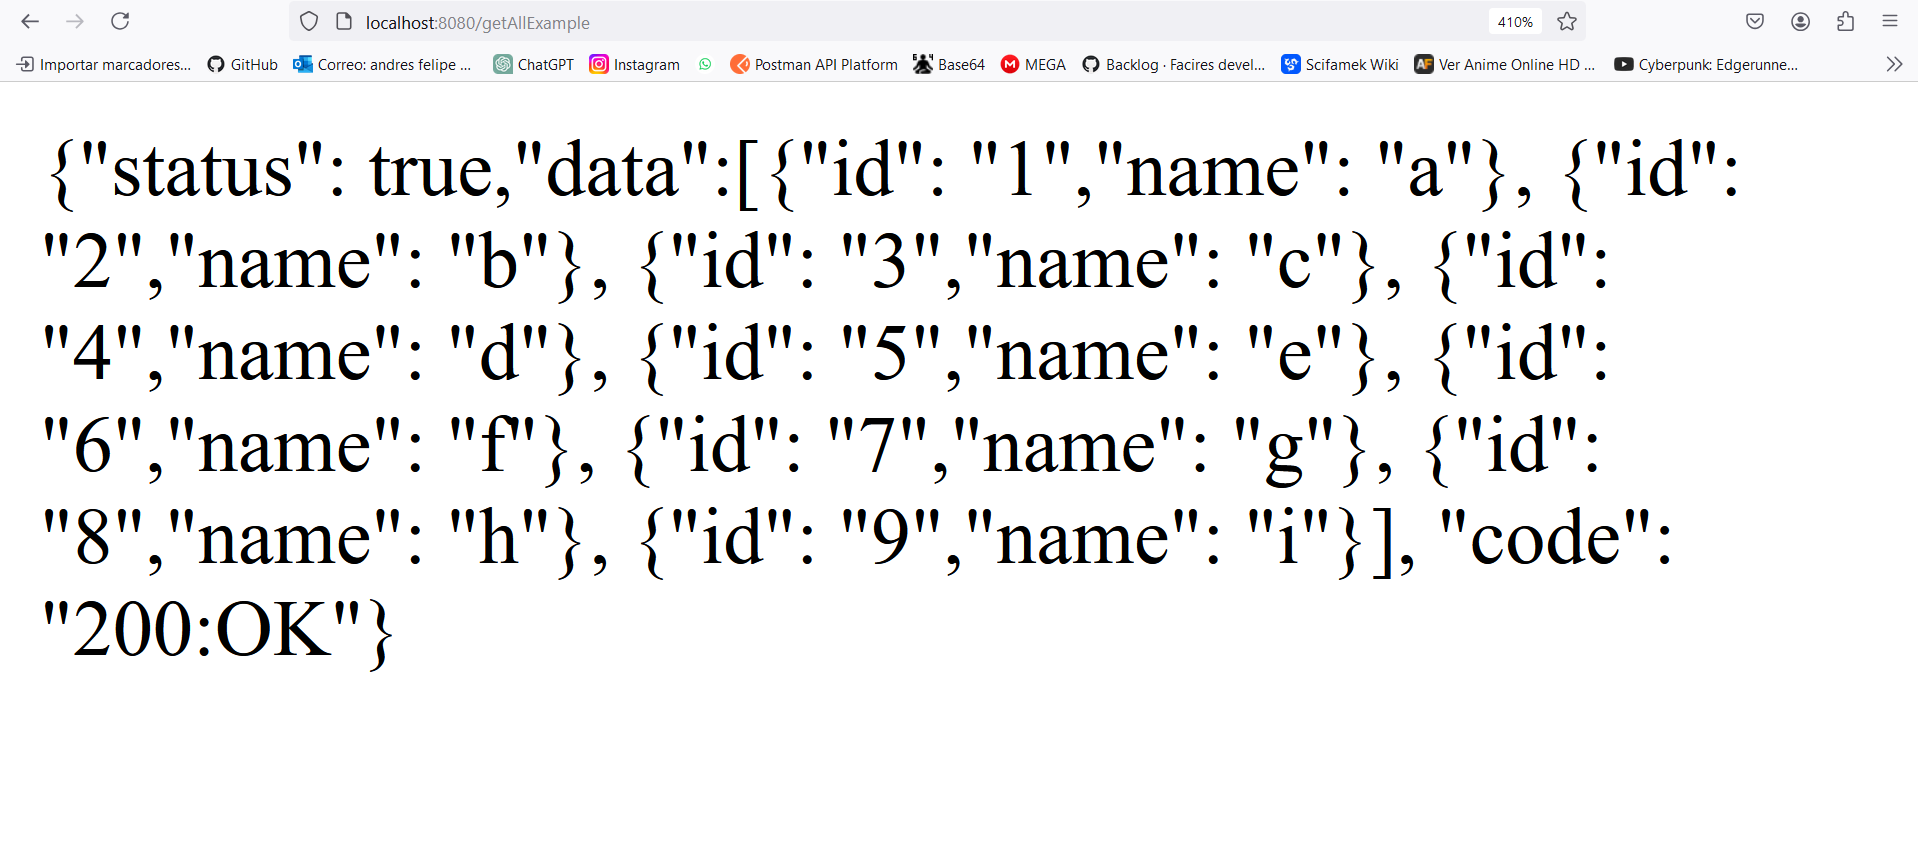 localhost:8080/getAllExample
410%
Importar marcadores... GitHub Correo: andres felipe ... ChatGPT Instagram Postman API Platform Base64 MEGA Backlog · Facires devel... Scifamek Wiki Ver Anime Online HD ... Cyberpunk: Edgerunne...
{"status": true,"data":[{"id": "1","name": "a"}, {"id":
"2","name": "b"}, {"id": "3","name": "c"}, {"id":
"4","name": "d"}, {"id": "5","name": "e"}, {"id":
"6","name": "f"}, {"id": "7","name": "g"}, {"id":
"8","name": "h"}, {"id": "9","name": "i"}], "code":
"200:OK"}